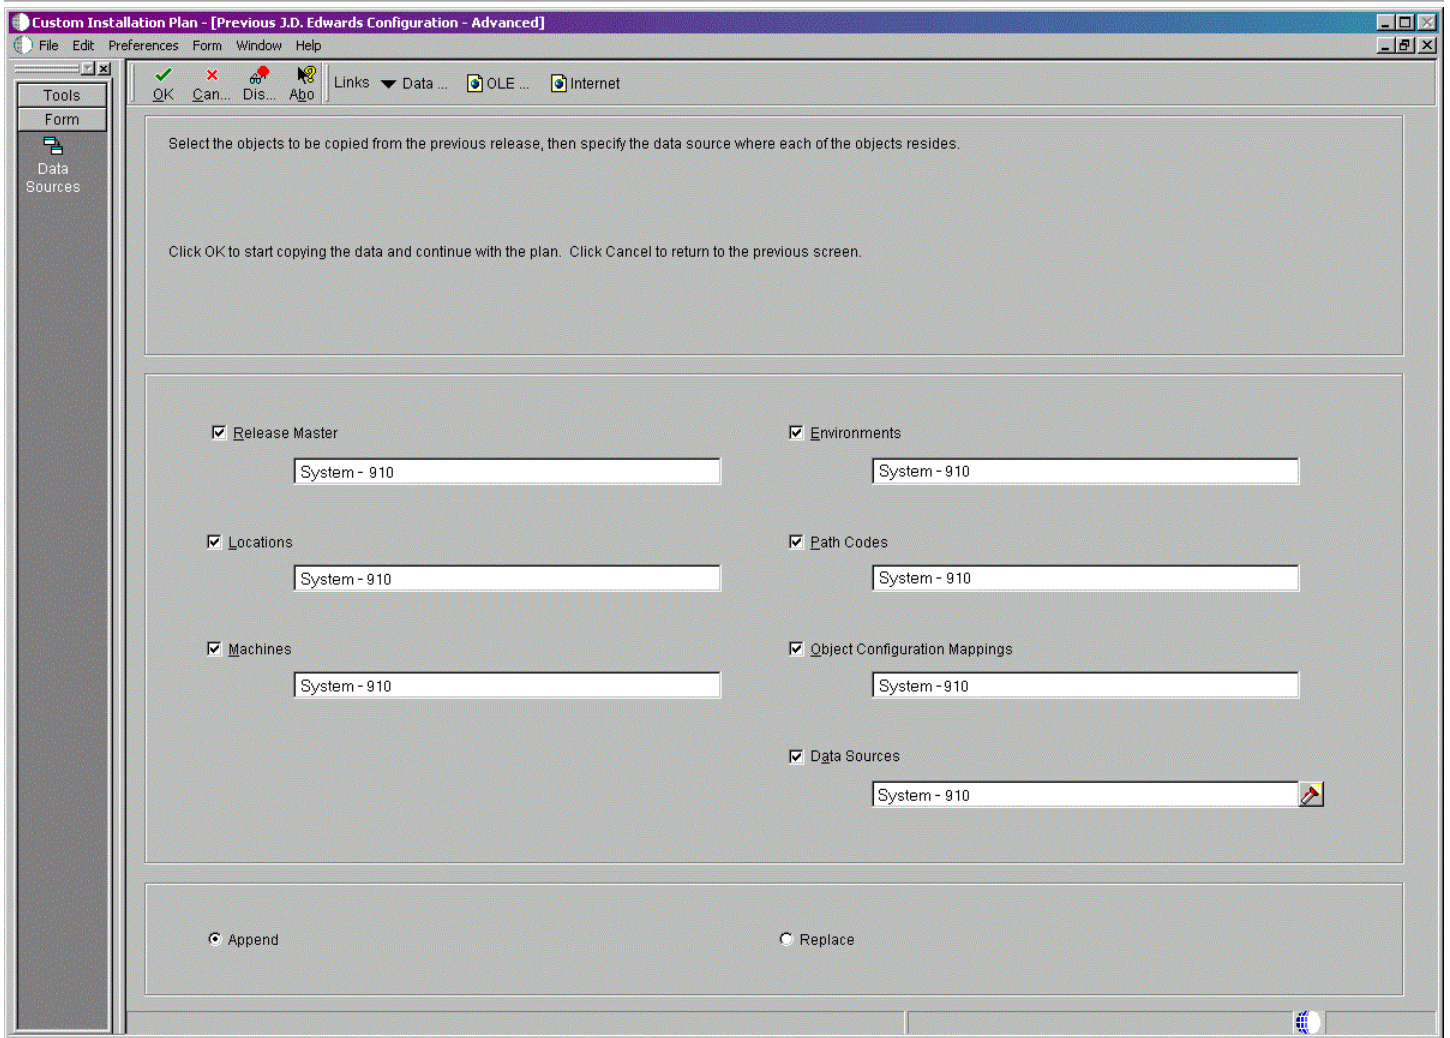 Custom Installation Plan - [Previous J.D. Edwards Configuration - Advanced]
File Edit Preferences Form Window Help
OK Can... Dis... Abo Links Data ... OLE ... Internet
Tools
Form
Data
Sources
Select the objects to be copied from the previous release, then specify the data source where each of the objects resides.
Click OK to start copying the data and continue with the plan. Click Cancel to return to the previous screen.
Release Master
Environments
System - 910
System - 910
Locations
Path Codes
System - 910
System - 910
Machines
Object Configuration Mappings
System - 910
System - 910
Data Sources
System - 910
Append
Replace